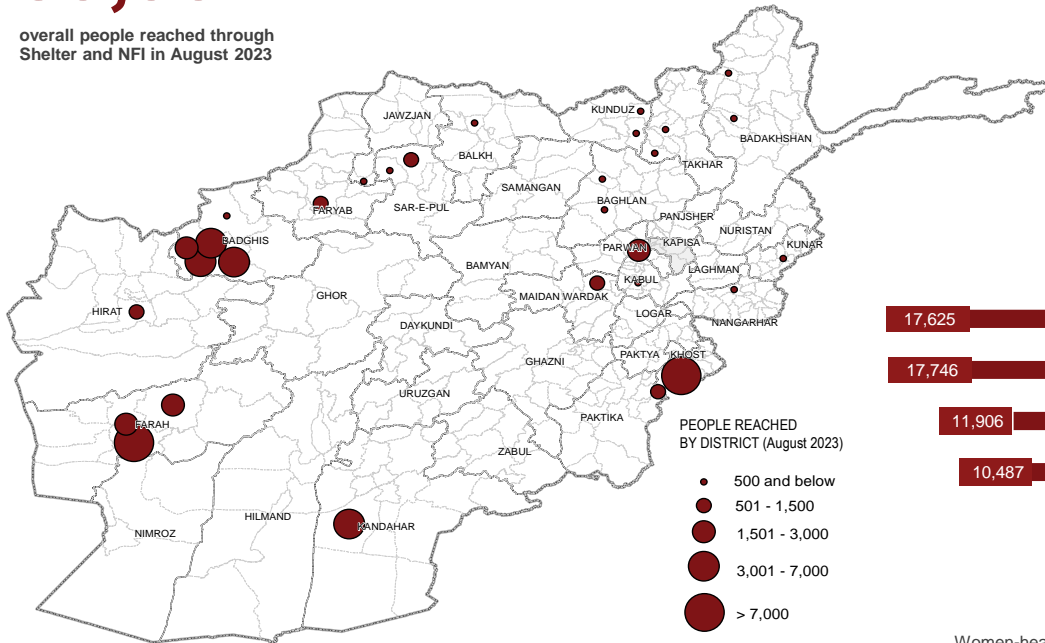 overall people reached through
Shelter and NFI in August 2023
JAWZJAN
KUNDUZ
BALKH
BADAKHSHAN
TAKHAR
SAMANGAN
BAGHLAN
FARYAB
SAR-E-PUL
PANJSHER
NURISTAN
BADGHIS
PARWAN
KAPISA
KUNAR
BAMYAN
LAGHMAN
KABUL
GHOR
MAIDAN WARDAK
HIRAT
LOGAR
NANGARHAR
DAYKUNDI
GHAZNI
PAKTYA
KHOST
URUZGAN
PAKTIKA
FARAH
ZABUL
HILMAND
KANDAHAR
NIMROZ
PEOPLE REACHED
BY DISTRICT (August 2023)
500 and below
501 - 1,500
1,501 - 3,000
3,001 - 7,000
> 7,000
17,625
17,746
11,906
10,487